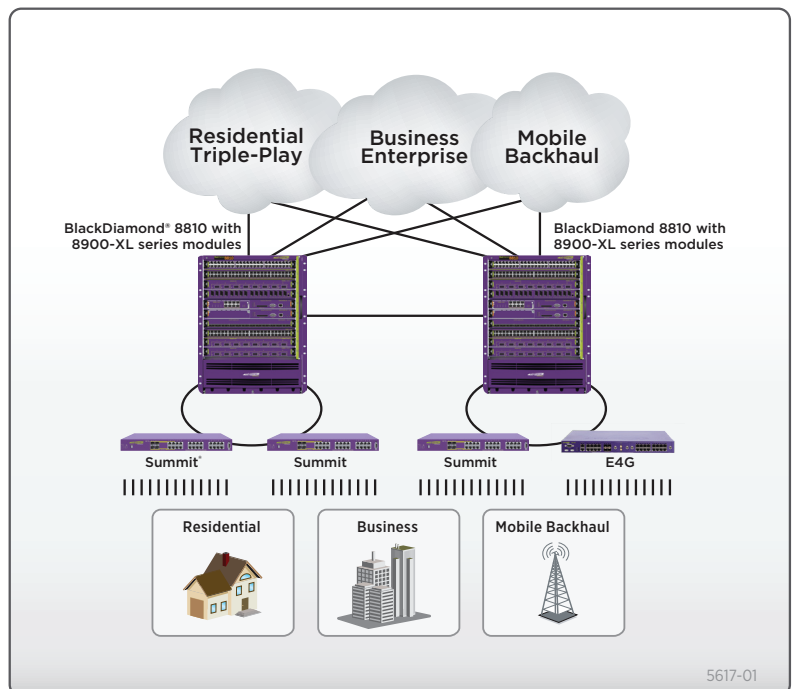 Residential
Triple-Play
Business
Enterprise
Mobile
Backhaul
BlackDiamond® 8810 with
8900-XL series modules
BlackDiamond 8810 with
8900-XL series modules
Summit®
Summit
Summit
E4G
Residential
Business
Mobile Backhaul
5617-01